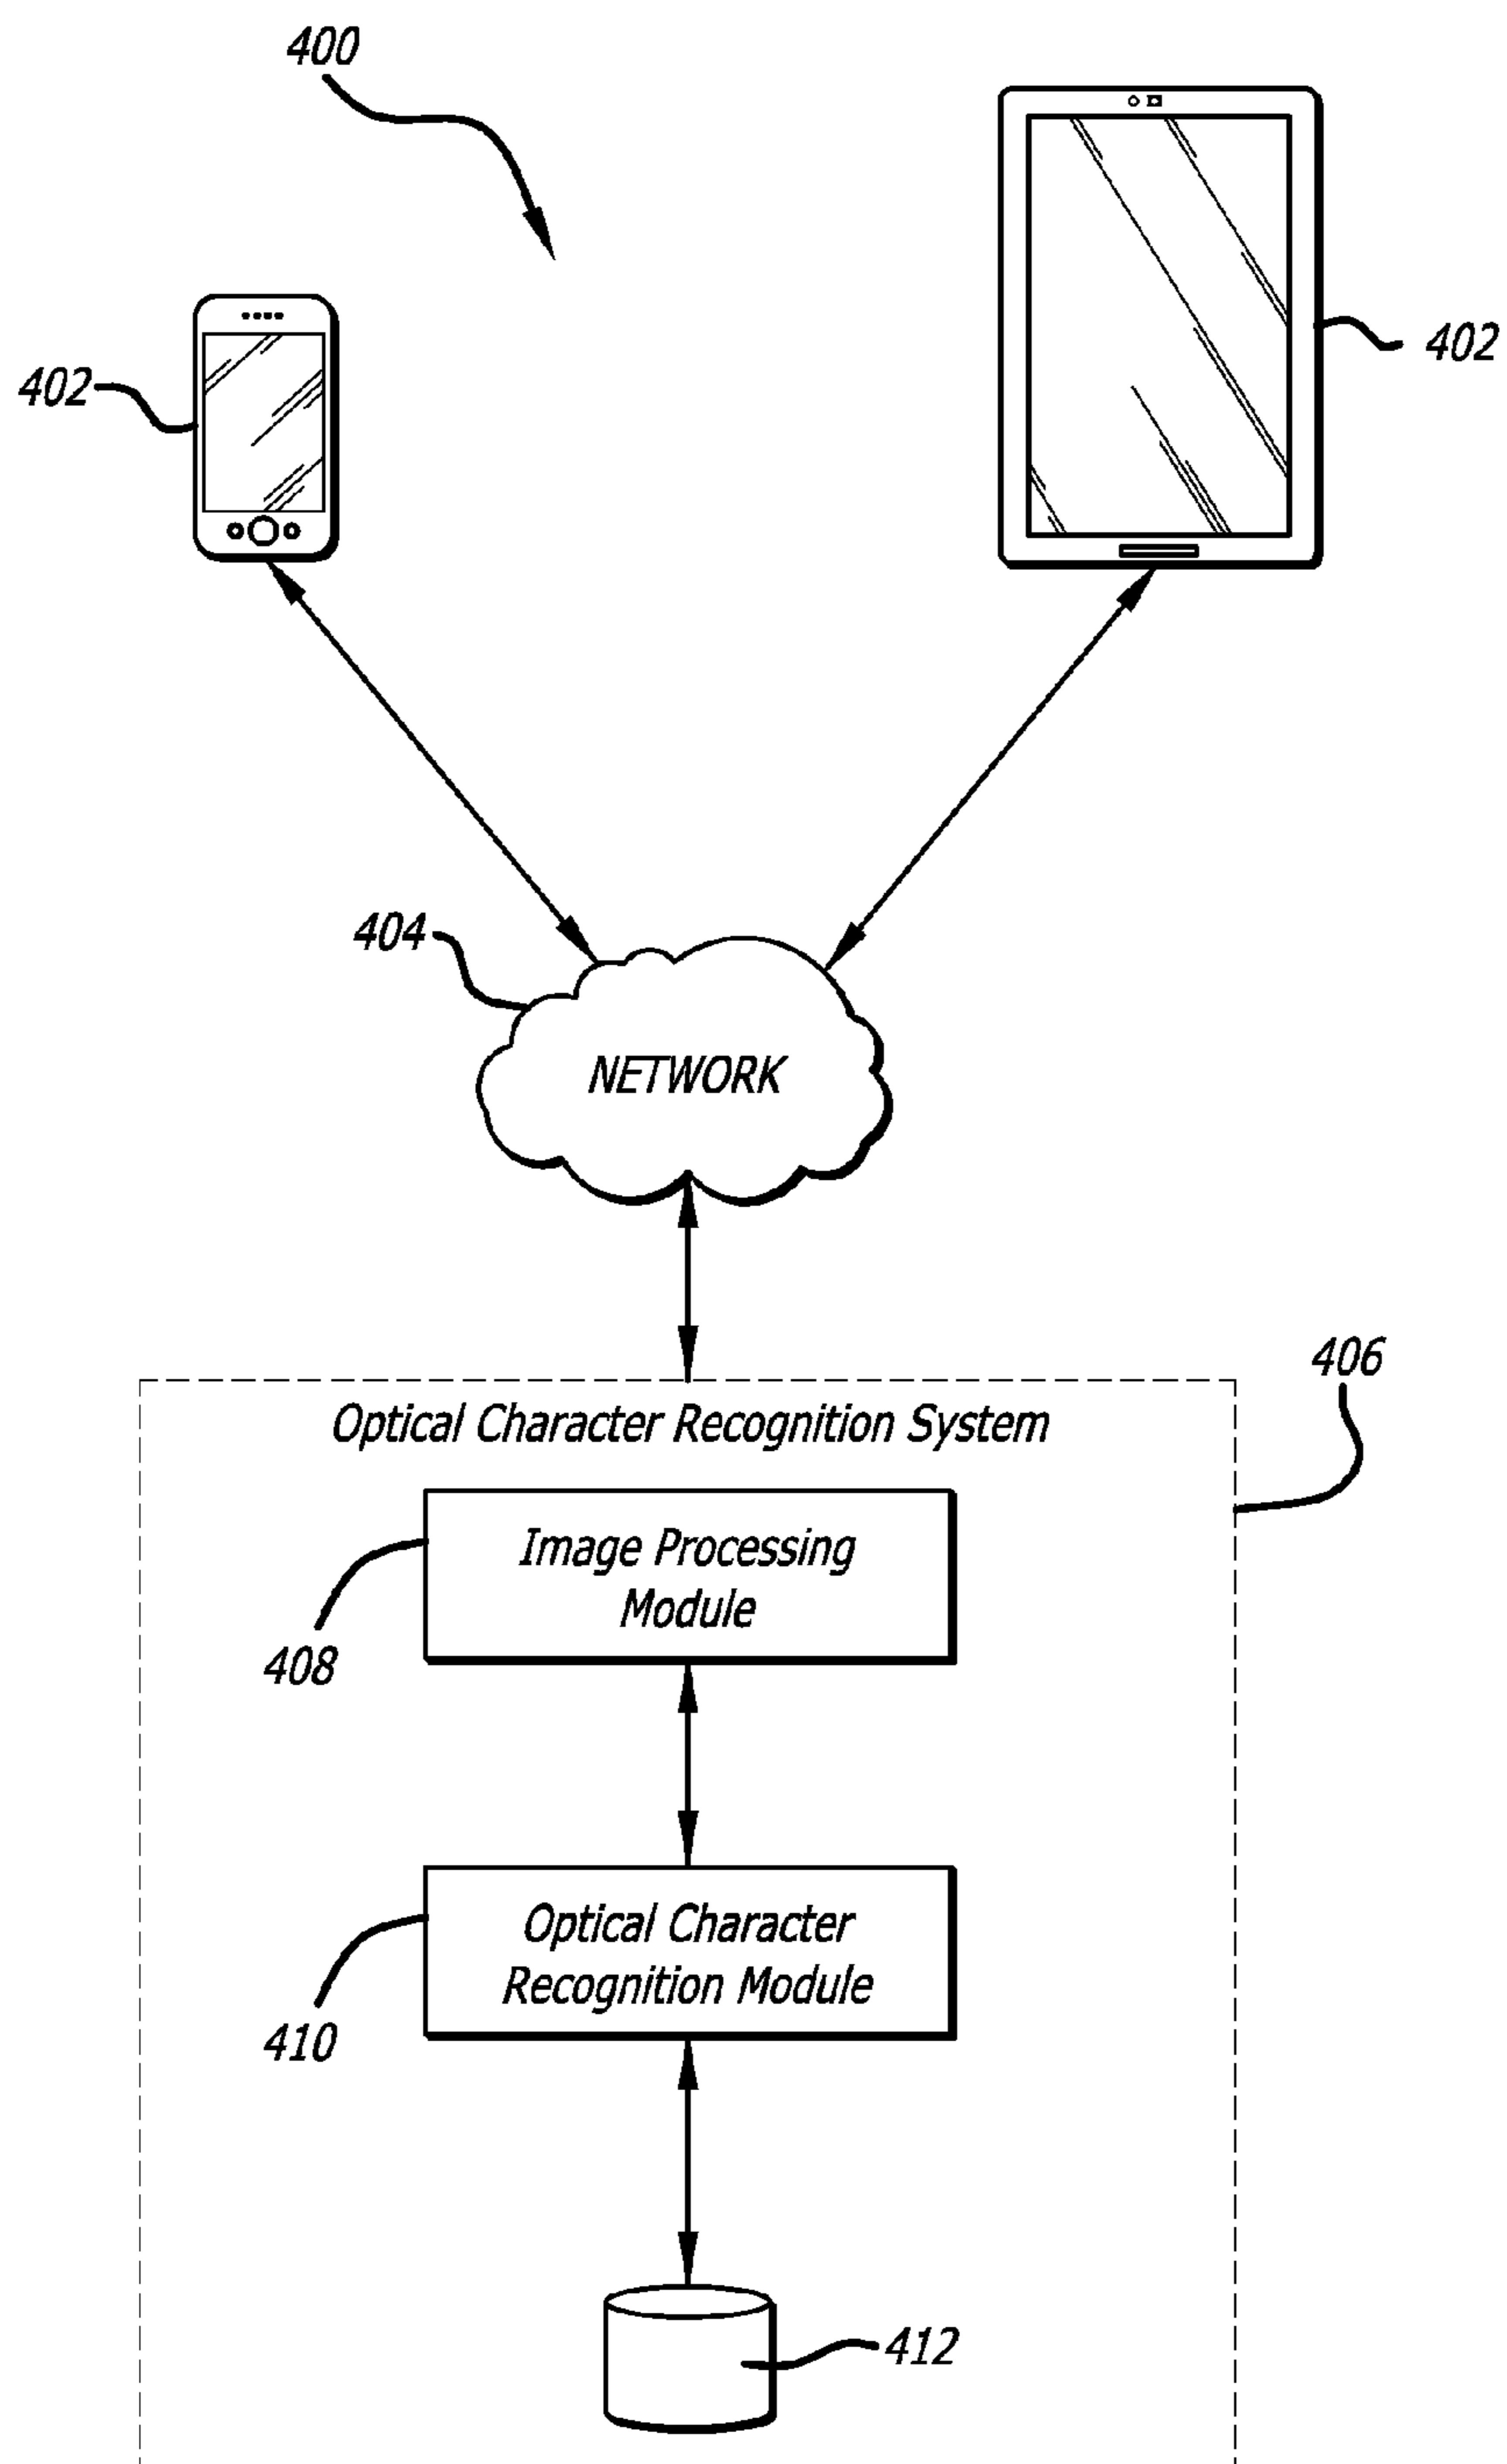 400
402
402
404
NETWORK
406
Optical Character Recognition System
Image Processing
Module
408
Optical Character
Recognition Module
410
412